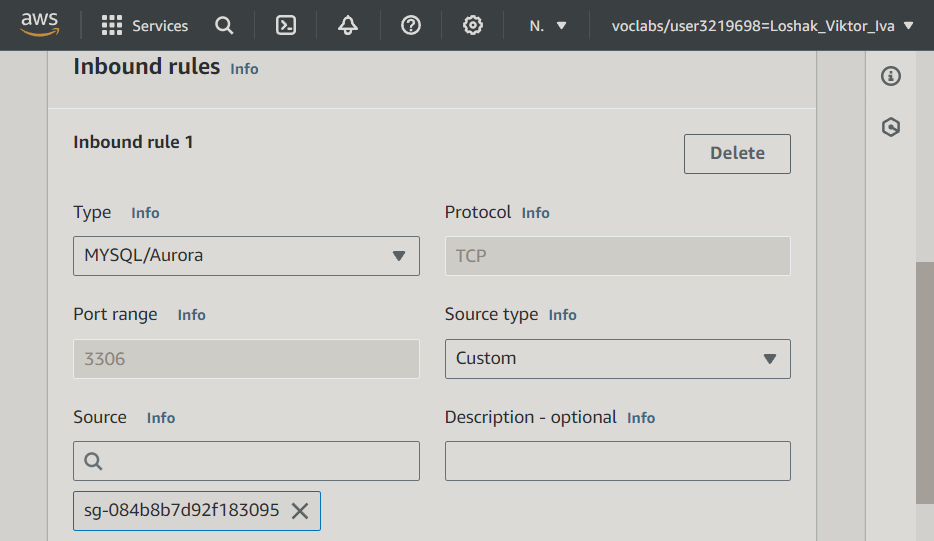 aws Services N. voclabs/user3219698=Loshak_Viktor_Iva
Inbound rules Info
Inbound rule 1
Delete
Type Info
Protocol Info
MYSQL/Aurora
TCP
Port range Info
Source type Info
3306
Custom
Source Info
Description - optional Info
sg-084b8b7d92f183095